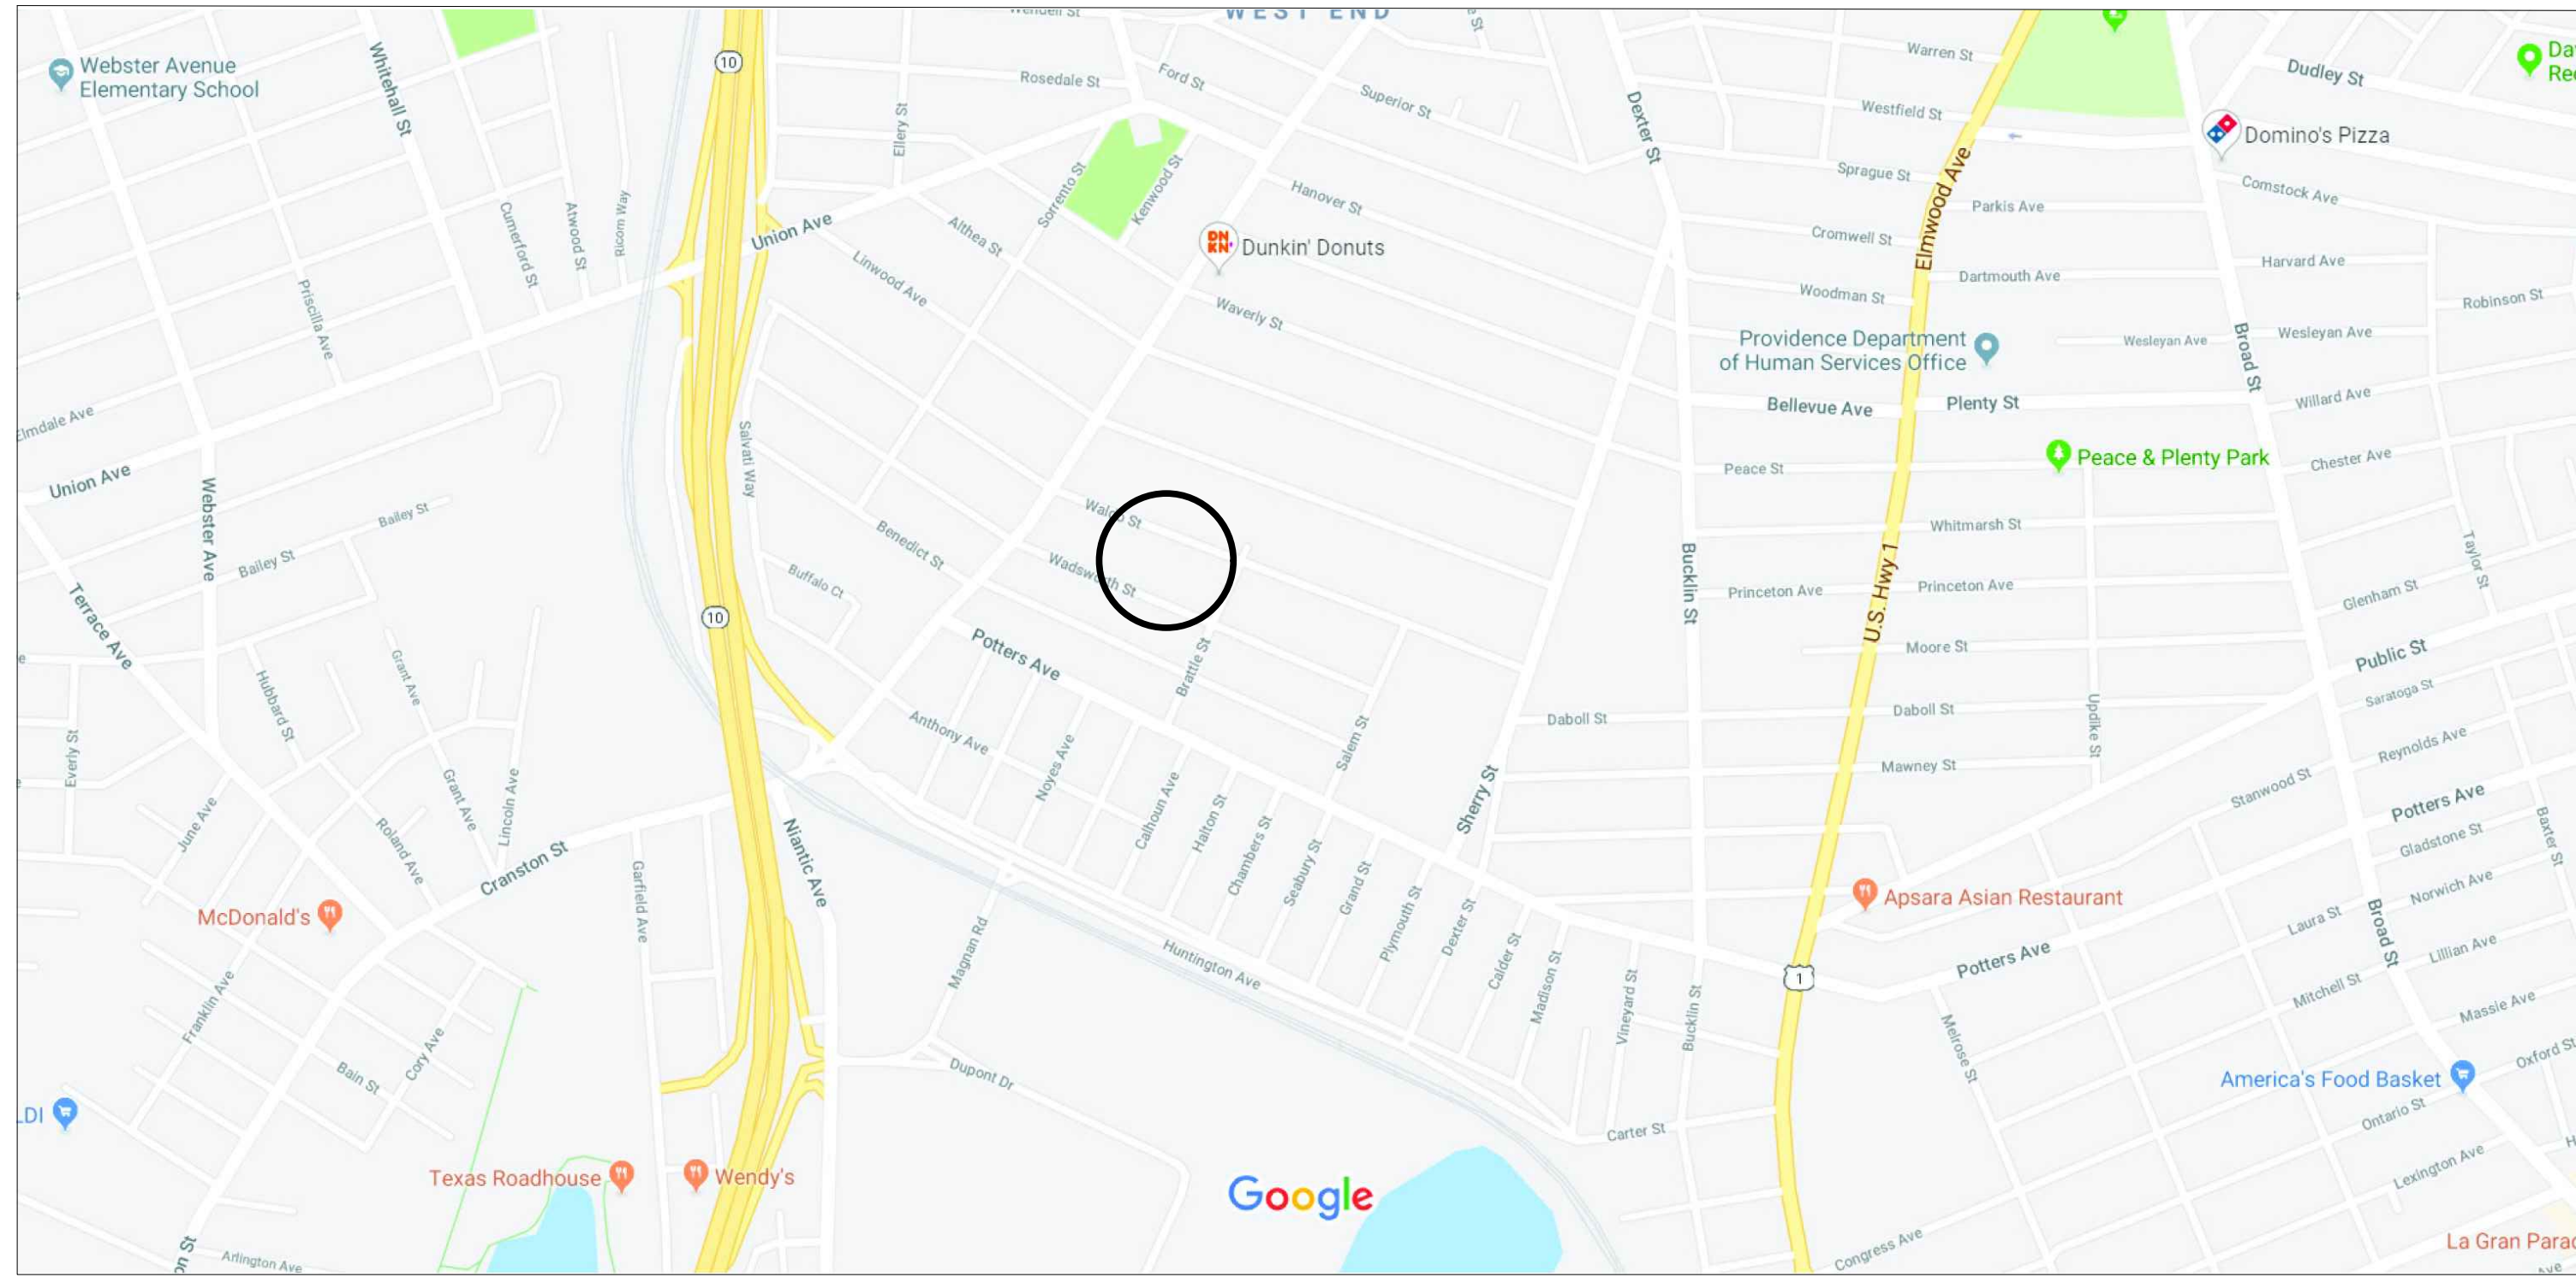 Wendell St
WEST END
Webster Avenue
Elementary School
Whitehall St
10
Rosedale St
Ford St
Superior St
Ellery St
Dexter St
Warren St
Westfield St
Dudley St
Domino's Pizza
Sprague St
Comstock Ave
Parkis Ave
Elmwood Ave
Cromwell St
Hanover St
Kenwood St
Sorrento St
Althea St
Union Ave
Ricom Way
Atwood St
Cumerford St
Dunkin' Donuts
Linwood Ave
Waverly St
Woodman St
Dartmouth Ave
Harvard Ave
Robinson St
Priscilla Ave
Providence Department
of Human Services Office
Wesleyan Ave
Wesleyan Ave
Broad St
Bellevue Ave
Plenty St
Willard Ave
Elmdale Ave
Union Ave
Webster Ave
Salvati Way
Peace St
Peace & Plenty Park
Chester Ave
Bailey St
Bailey St
Benedict St
Wadsworth St
Whitmarsh St
Taylor St
Buffalo Ct
Bucklin St
U.S. Hwy 1
Princeton Ave
Princeton Ave
Glenham St
Terrace Ave
10
Potters Ave
Brattle St
Moore St
Public St
Saratoga St
Grant Ave
Hubbard St
Anthony Ave
Daboll St
Daboll St
Updike St
Reynolds Ave
Everly St
Noyes Ave
Salem St
Mawney St
Stanwood St
Potters Ave
Grant Ave
Lincoln Ave
June Ave
Roland Ave
Calhoun Ave
Halton St
Sherry St
Gladstone St
Baxter St
Cranston St
Niantic Ave
Garfield Ave
Chambers St
Seabury St
Grand St
Plymouth St
Dexter St
Apsara Asian Restaurant
Norwich Ave
McDonald's
Magnan Rd
Huntington Ave
Calder St
Madison St
Vineyard St
Bucklin St
1
Potters Ave
Laura St
Broad St
Lillian Ave
Mitchell St
Massie Ave
Franklin Ave
Bain St
Cory Ave
Dupont Dr
Melrose St
Oxford St
America's Food Basket
LDI
Ontario St
Carter St
Texas Roadhouse
Wendy's
Google
Lexington Ave
Arlington Ave
Congress Ave
La Gran Parad